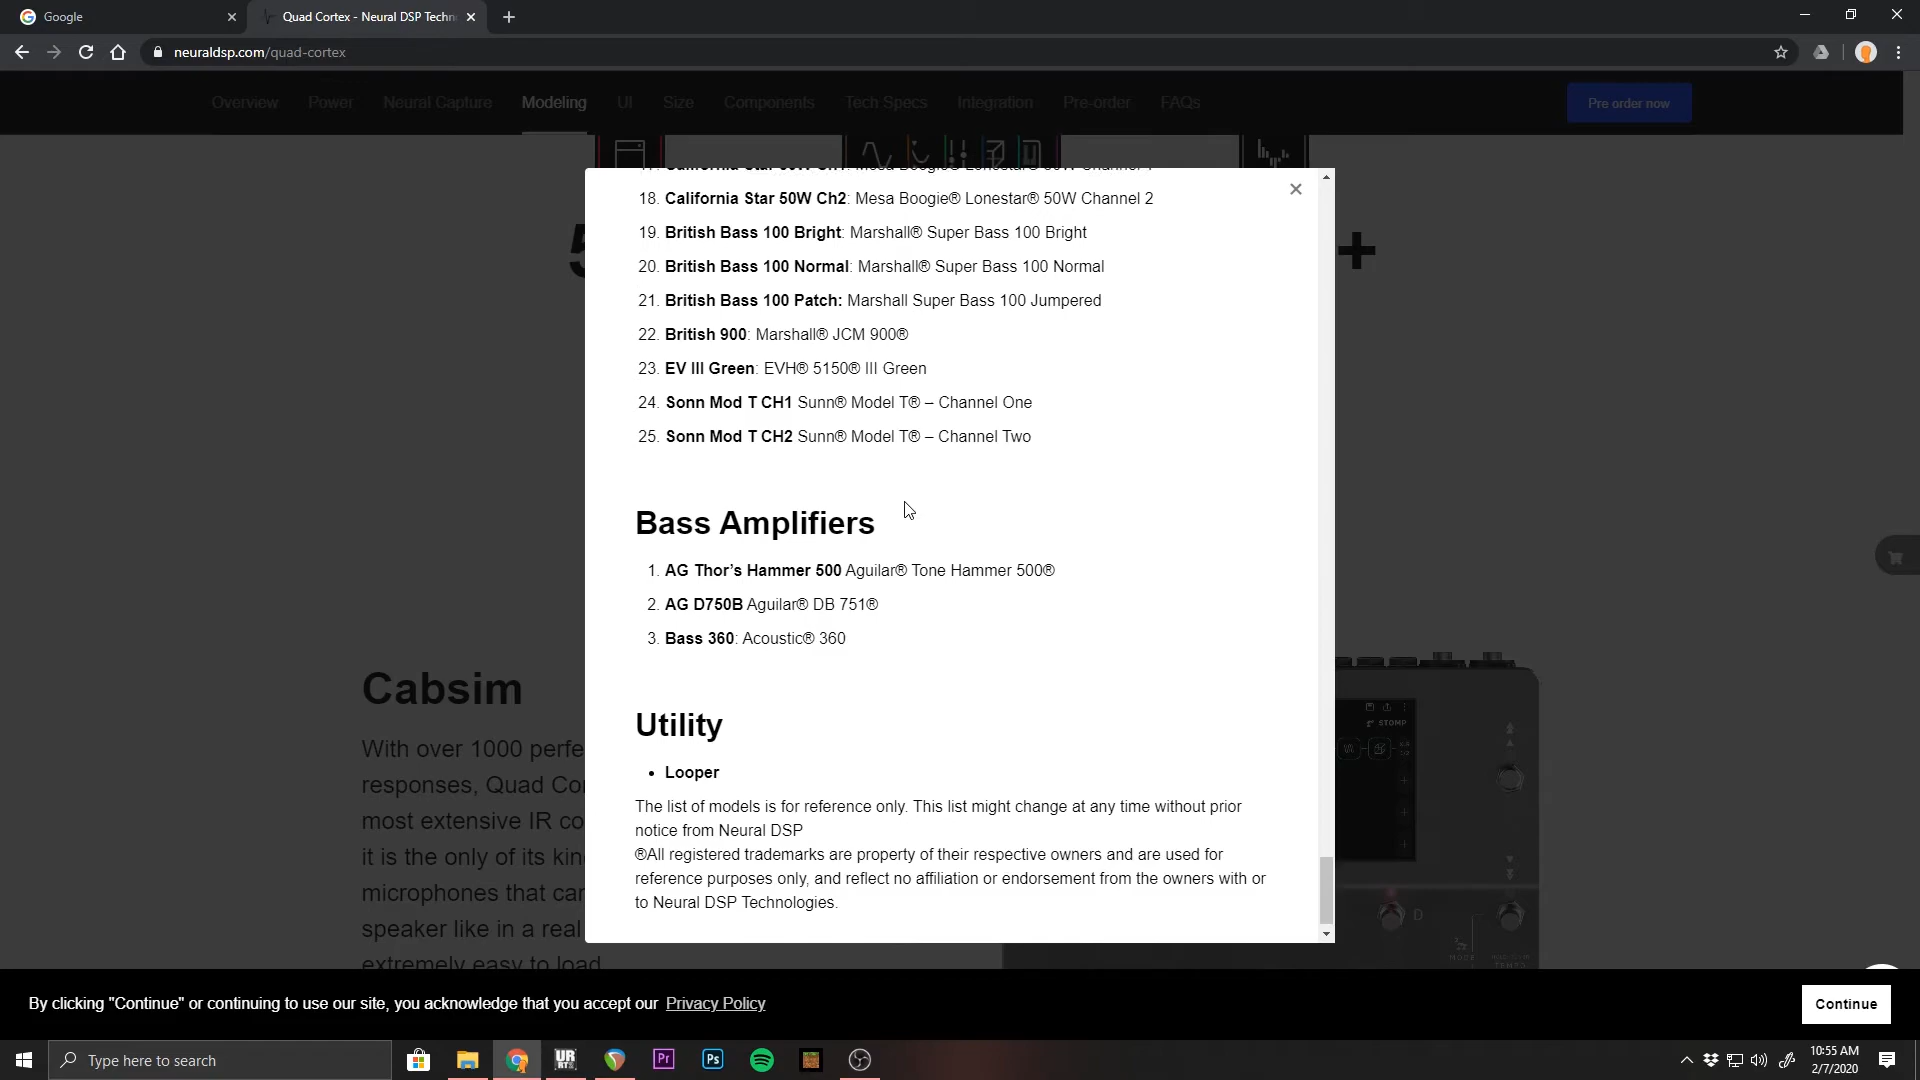 Google
Quad Cortex - Neural DSP Techn
neuraldsp.com/quad-cortex
Overview
Power
Neural Capture
Modeling
UI
Size
Components
Tech Specs
Integration
Pre-order
FAQs
Pre order now
18. California Star 50W Ch2: Mesa Boogie® Lonestar® 50W Channel 2
19. British Bass 100 Bright: Marshall® Super Bass 100 Bright
20. British Bass 100 Normal: Marshall® Super Bass 100 Normal
21. British Bass 100 Patch: Marshall Super Bass 100 Jumpered
22. British 900: Marshall® JCM 900®
23. EV III Green: EVH® 5150® III Green
24. Sonn Mod T CH1 Sunn® Model T® – Channel One
25. Sonn Mod T CH2 Sunn® Model T® – Channel Two
Bass Amplifiers
1. AG Thor’s Hammer 500 Aguilar® Tone Hammer 500®
2. AG D750B Aguilar® DB 751®
3. Bass 360: Acoustic® 360
Utility
• Looper
The list of models is for reference only. This list might change at any time without prior
notice from Neural DSP
®All registered trademarks are property of their respective owners and are used for
reference purposes only, and reflect no affiliation or endorsement from the owners with or
to Neural DSP Technologies.
+
Cabsim
With over 1000 perfe
responses, Quad Cor
most extensive IR co
it is the only of its kin
microphones that can
speaker like in a real
extremely easy to load
STOMP
D
MODE
TEMPO
By clicking "Continue" or continuing to use our site, you acknowledge that you accept our Privacy Policy
Continue
Type here to search
UR
RTS
Pr
Ps
10:55 AM
2/7/2020